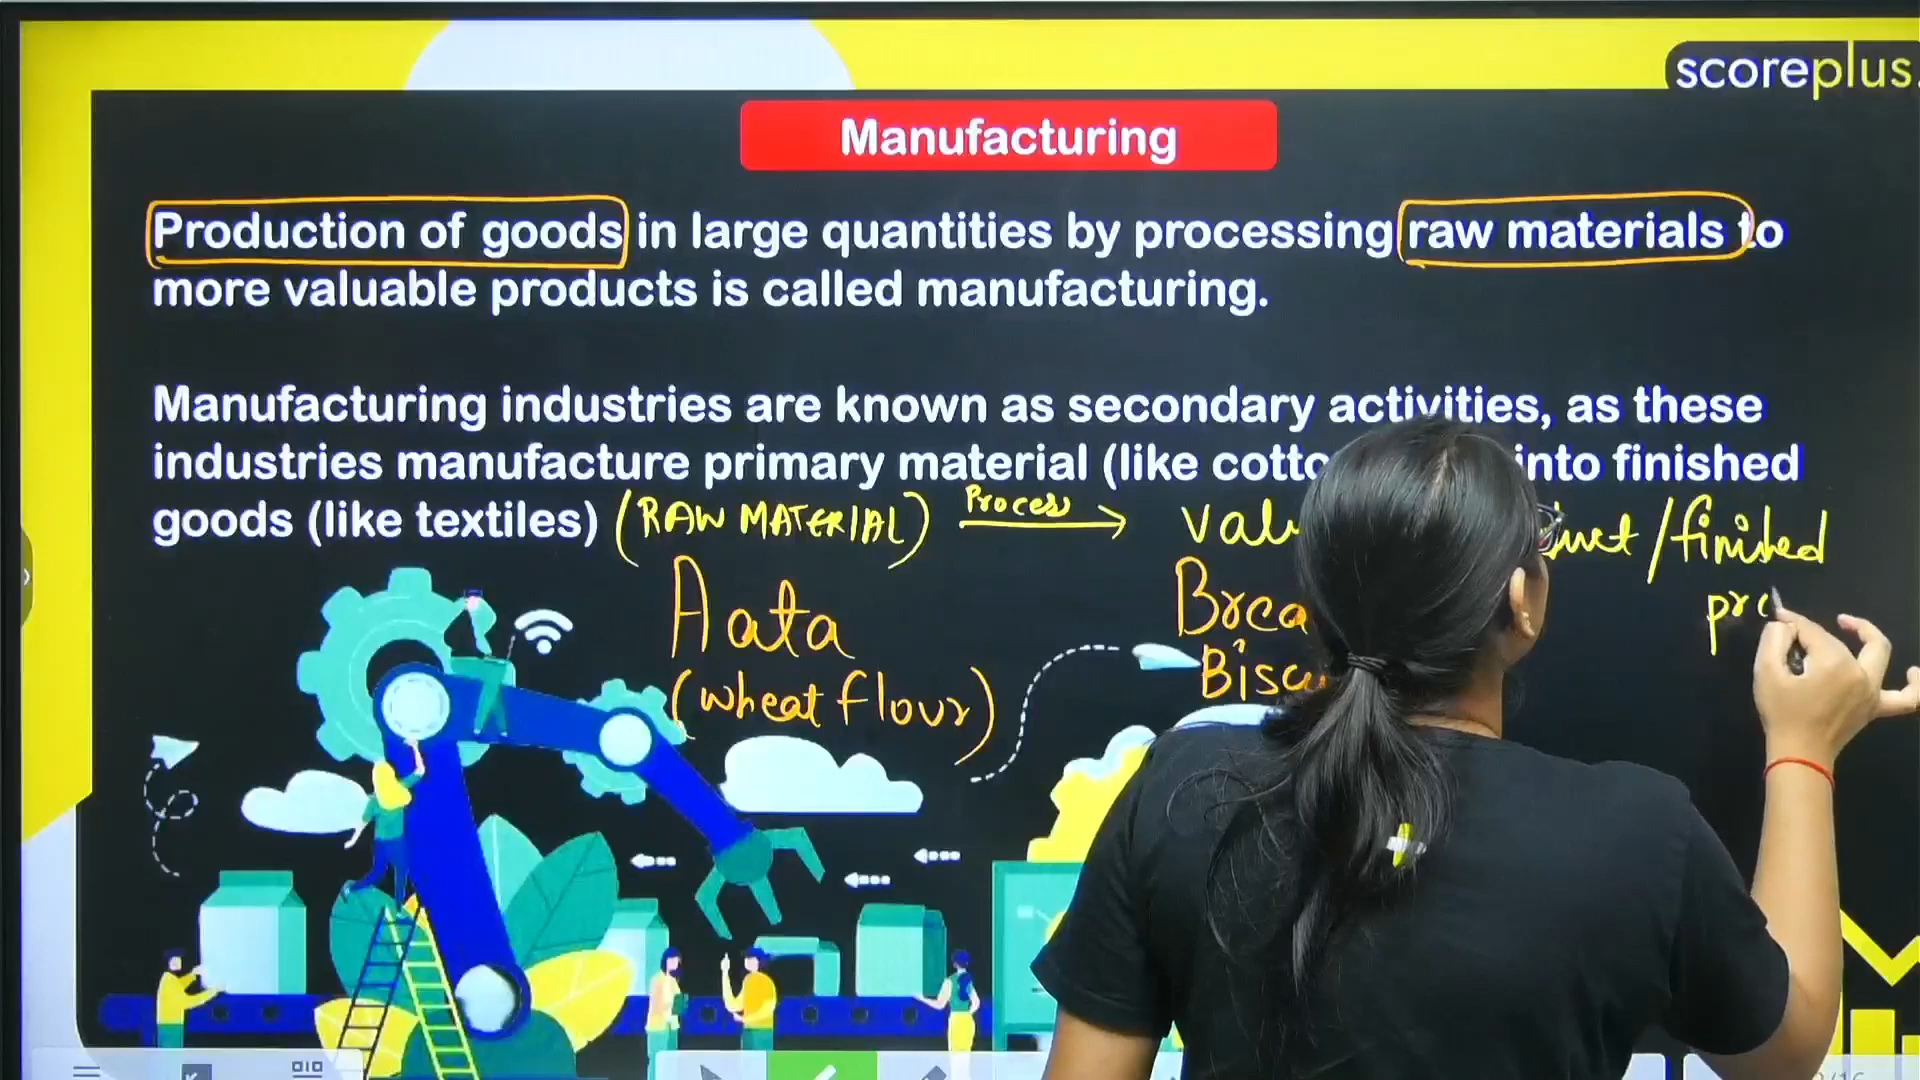 scoreplus.
Manufacturing
Production of goods in large quantities by processing raw materials to
more valuable products is called manufacturing.
Manufacturing industries are known as secondary activities, as these
industries manufacture primary material (like into finished
goods (like textiles) (RAW MATERIAL) Process / finished
Aata
(wheat flour)